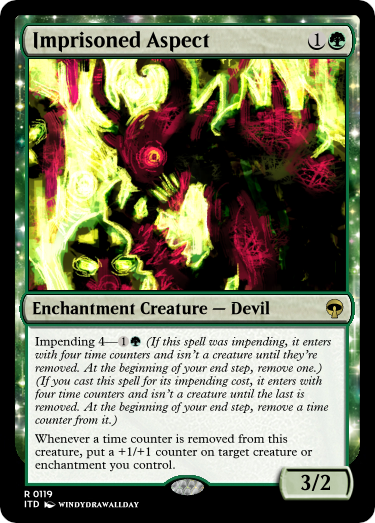 Imprisoned Aspect 1
Enchantment Creature — Devil
Impending 4—1 (If this spell was impending, it enters
with four time counters and isn't a creature until they're
removed. At the beginning of your end step, remove one.)
(If you cast this spell for its impending cost, it enters with
four time counters and isn't a creature until the last is
removed. At the beginning of your end step, remove a time
counter from it.)
Whenever a time counter is removed from this
creature, put a +1/+1 counter on target creature or
enchantment you control.
3/2
R 0119
ITD WINDYDRAWALLDAY